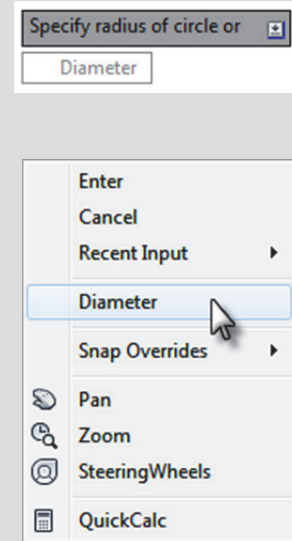 Specify radius of circle or
Diameter
Enter
Cancel
Recent Input
Diameter
Snap Overrides
Pan
Zoom
SteeringWheels
QuickCalc